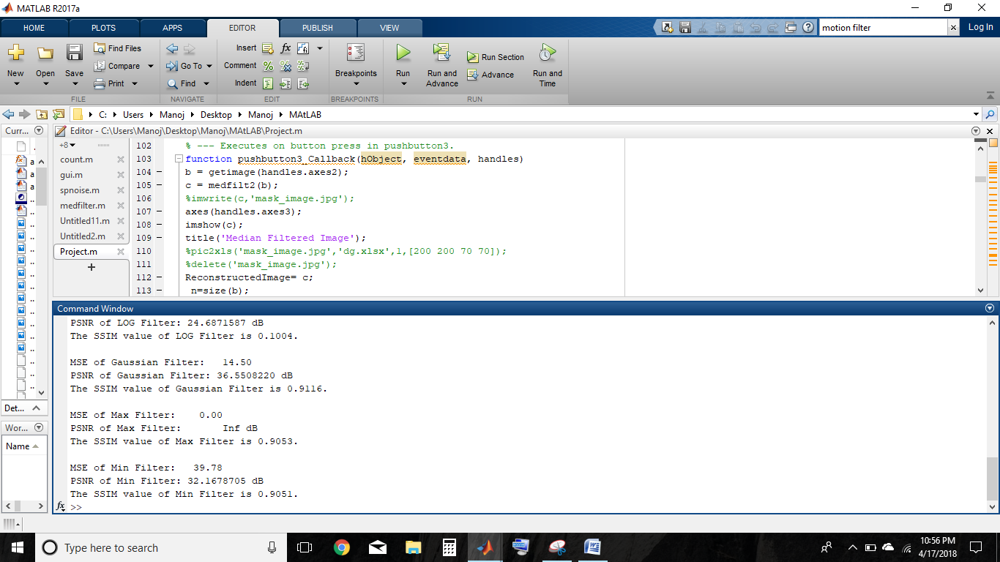 MATLAB R2017a
HOME PLOTS APPS EDITOR PUBLISH VIEW
motion filter
Log In
New Open Save
Find Files
Compare
Print
FILE
Go To
Find
NAVIGATE
Insert fx
Comment
Indent
EDIT
Breakpoints
BREAKPOINTS
Run
Run and Advance
Run Section
Advance
Run and Time
RUN
C: Users Manoj Desktop Manoj MAtLAB
Curr...
Editor - C:\Users\Manoj\Desktop\Manoj\MAtLAB\Project.m
+8
count.m
gui.m
spnoise.m
medfilter.m
Untitled11.m
Untitled2.m
Project.m
102 % --- Executes on button press in pushbutton3.
103 function pushbutton3_Callback(hObject, eventdata, handles)
104 – b = getimage(handles.axes2);
105 – c = medfilt2(b);
106 %imwrite(c,'mask_image.jpg');
107 – axes(handles.axes3);
108 – imshow(c);
109 – title('Median Filtered Image');
110 %pic2xls('mask_image.jpg','dg.xlsx',1,[200 200 70 70]);
111 %delete('mask_image.jpg');
112 – ReconstructedImage= c;
113 – n=size(b);
Det...
Wor...
Name
Command Window
PSNR of LOG Filter: 24.6871587 dB
The SSIM value of LOG Filter is 0.1004.
MSE of Gaussian Filter: 14.50
PSNR of Gaussian Filter: 36.5508220 dB
The SSIM value of Gaussian Filter is 0.9116.
MSE of Max Filter: 0.00
PSNR of Max Filter: Inf dB
The SSIM value of Max Filter is 0.9053.
MSE of Min Filter: 39.78
PSNR of Min Filter: 32.1678705 dB
The SSIM value of Min Filter is 0.9051.
fx >>
Type here to search
10:56 PM
4/17/2018